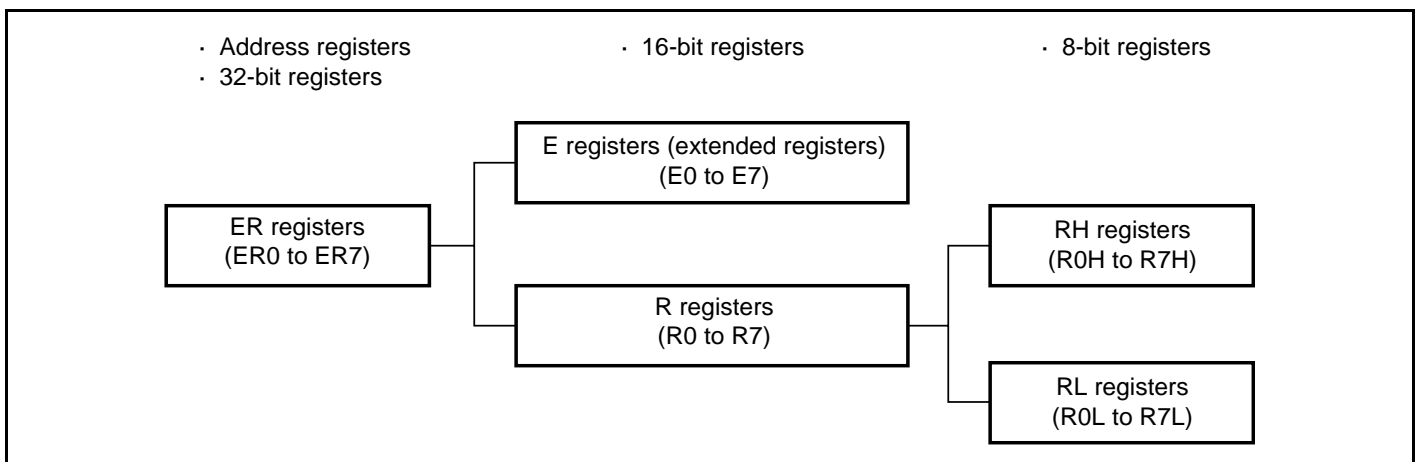 · Address registers
· 32-bit registers
· 16-bit registers
· 8-bit registers
E registers (extended registers)
(E0 to E7)
ER registers
(ER0 to ER7)
RH registers
(R0H to R7H)
R registers
(R0 to R7)
RL registers
(R0L to R7L)